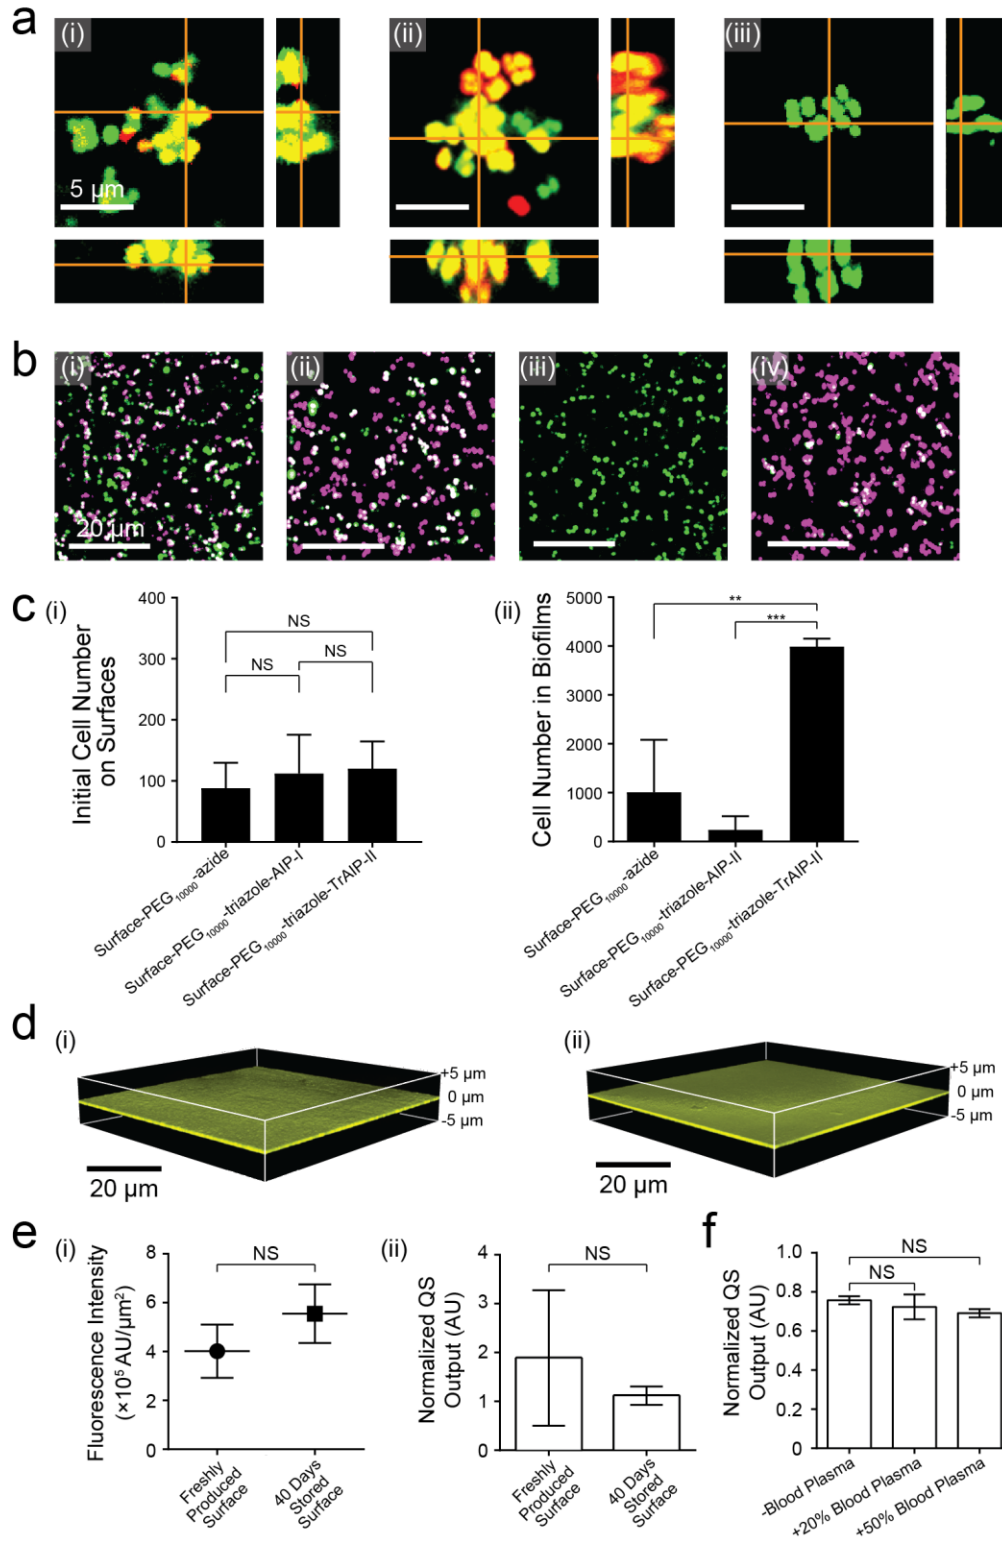 a
(i)
(ii)
(iii)
5 µm
b
(i)
(ii)
(iii)
(iv)
20 µm
c
(i)
Initial Cell Number
on Surfaces
400
300
200
100
0
NS
NS
NS
Surface-PEG10000-azide
Surface-PEG10000-triazole-AIP-I
Surface-PEG10000-triazole-TrAIP-II
(ii)
Cell Number in Biofilms
5000
4000
3000
2000
1000
0
**
***
Surface-PEG10000-azide
Surface-PEG10000-triazole-AIP-II
Surface-PEG10000-triazole-TrAIP-II
d
(i)
+5 µm
0 µm
-5 µm
20 µm
(ii)
+5 µm
0 µm
-5 µm
20 µm
e
(i)
Fluorescence Intensity
(×10⁵ AU/µm²)
8
6
4
2
0
NS
Freshly
Produced
Surface
40 Days
Stored
Surface
(ii)
Normalized QS
Output (AU)
4
3
2
1
0
NS
Freshly
Produced
Surface
40 Days
Stored
Surface
f
Normalized QS
Output (AU)
1.0
0.8
0.6
0.4
0.2
0
NS
NS
-Blood Plasma
+20% Blood Plasma
+50% Blood Plasma